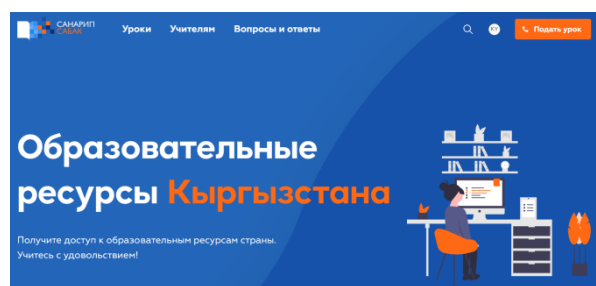 САНАРИП
САБАК
Уроки
Учителям
Вопросы и ответы
KY
Подать урок
Образовательные
ресурсы Кыргызстана
Получите доступ к образовательным ресурсам страны.
Учитесь с удовольствием!